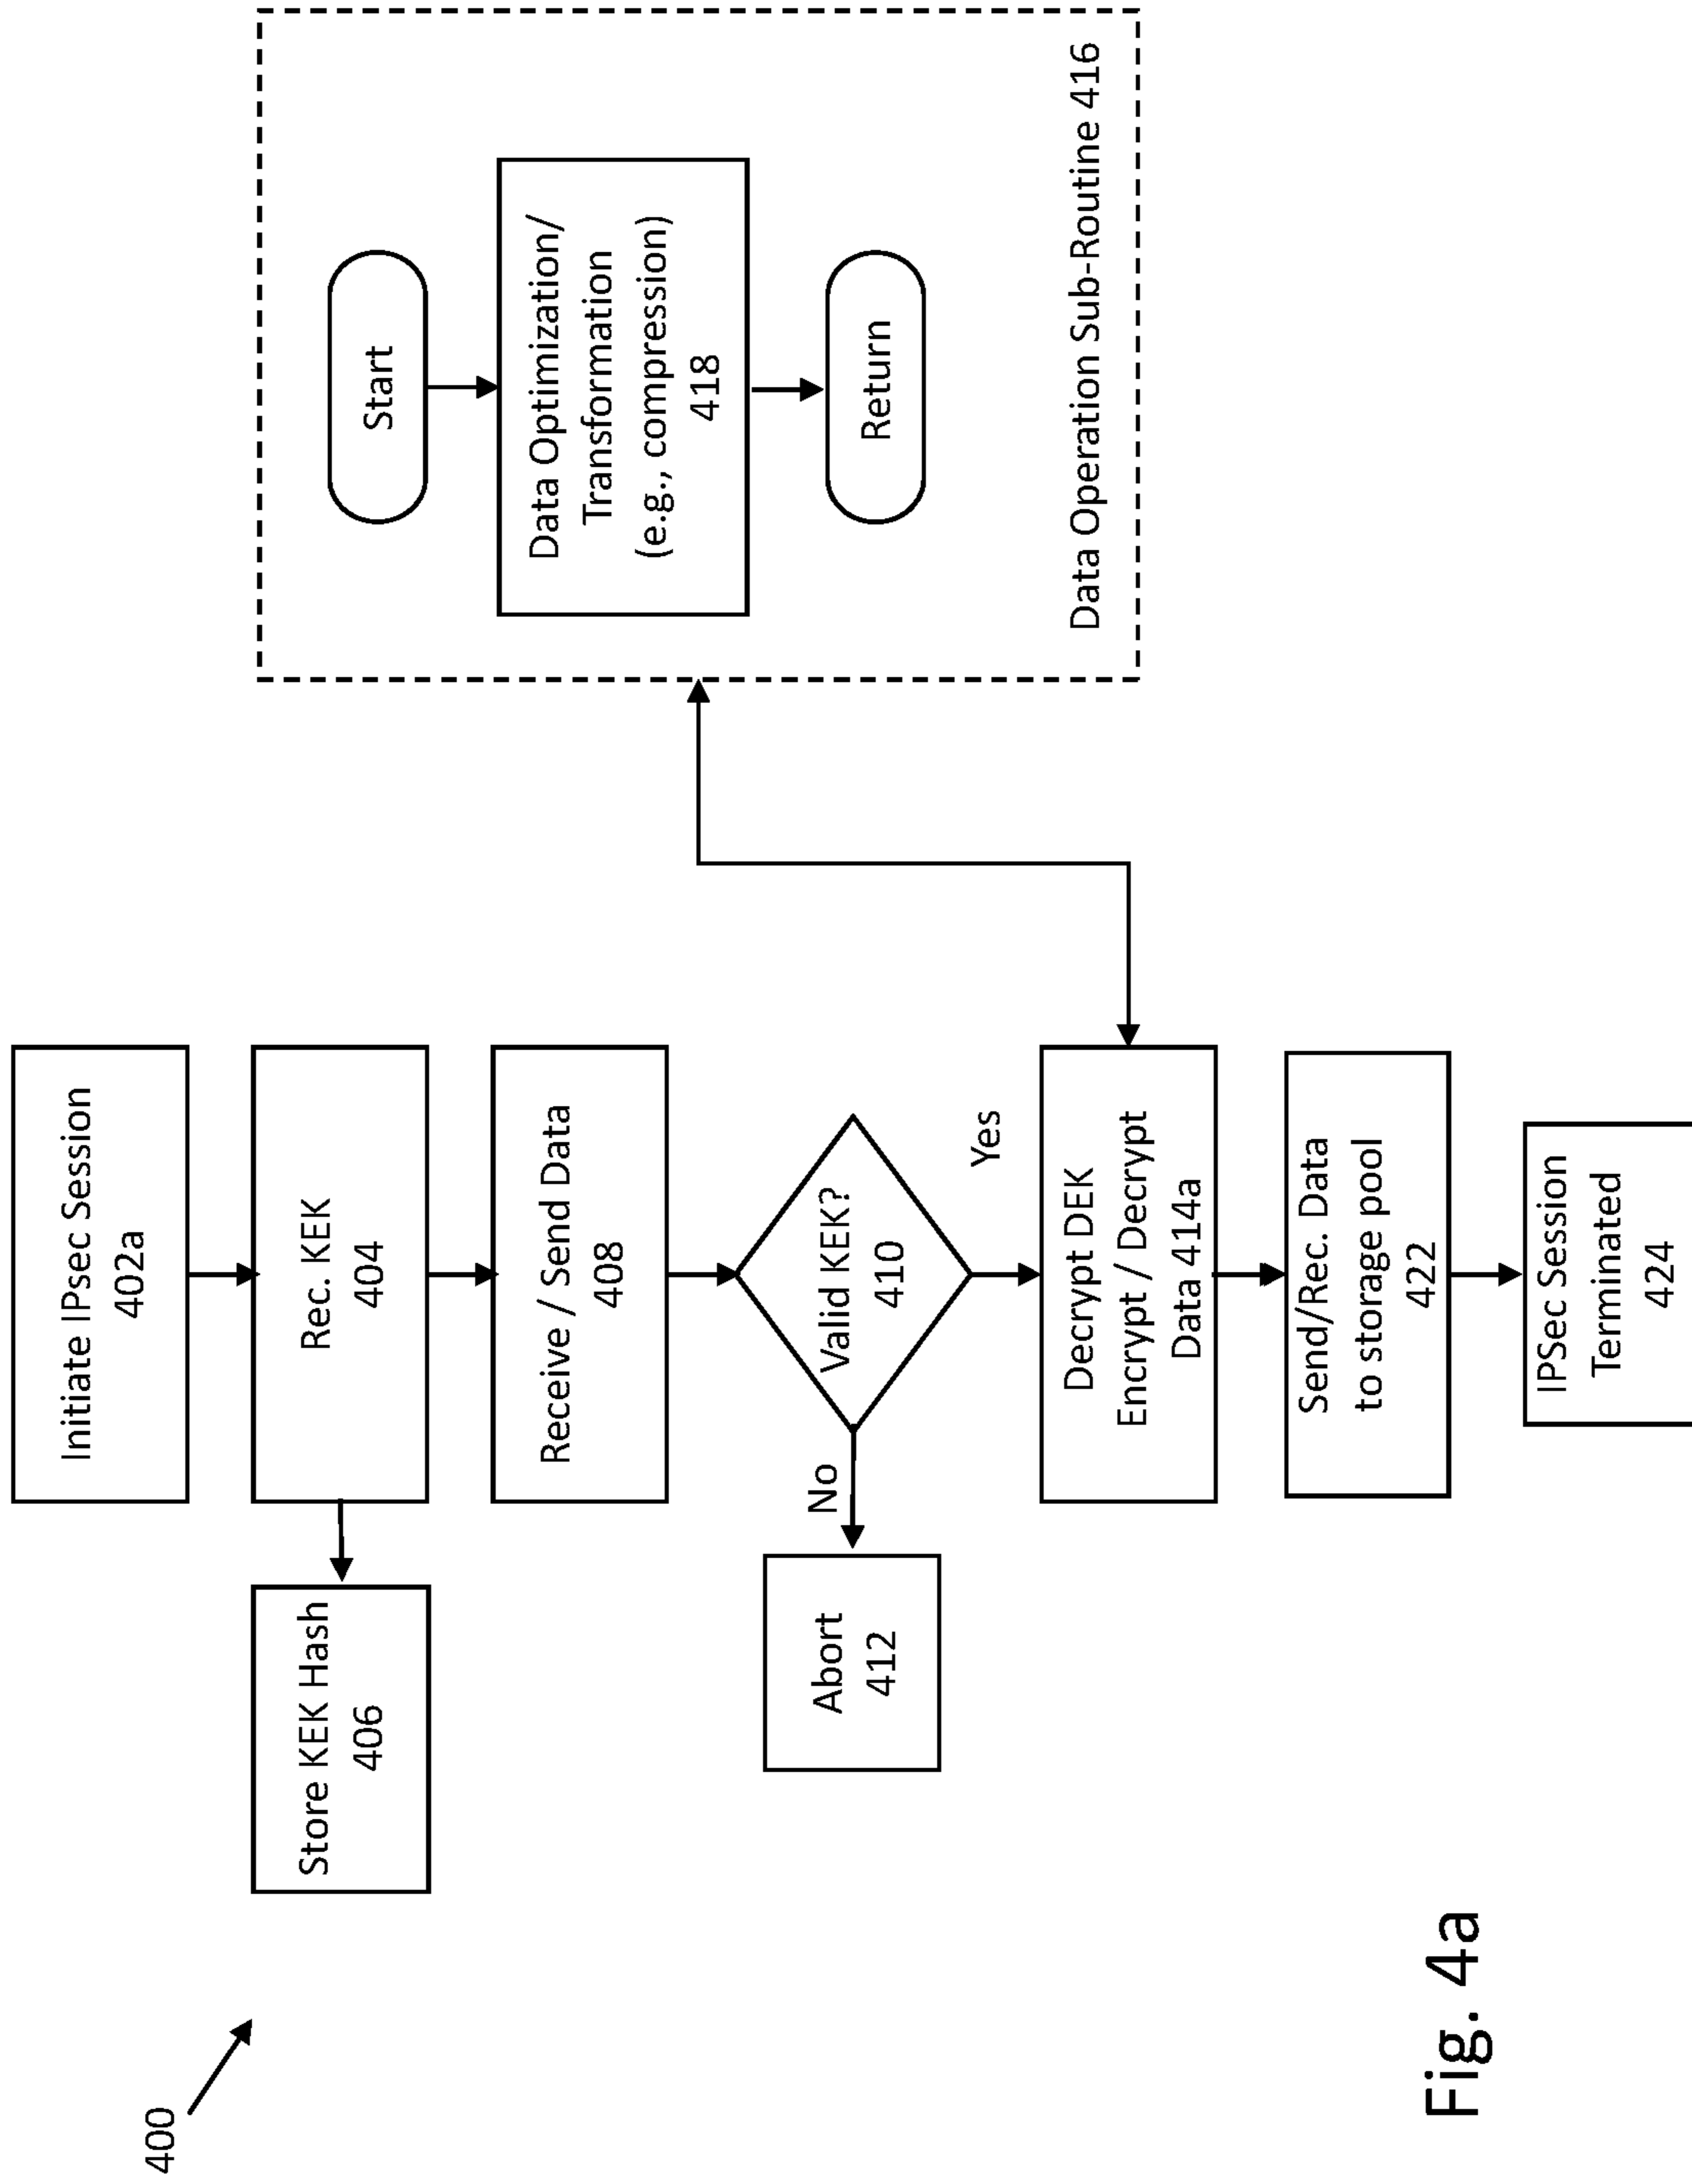 400
Initiate IPsec Session
402a
Rec. KEK
404
Store KEK Hash
406
Receive / Send Data
408
Valid KEK?
410
No
Abort
412
Yes
Decrypt DEK
Encrypt / Decrypt
Data 414a
Send/Rec. Data
to storage pool
422
IPSec Session
Terminated
424
Start
Data Optimization/
Transformation
(e.g., compression)
418
Return
Data Operation Sub-Routine 416
Fig. 4a